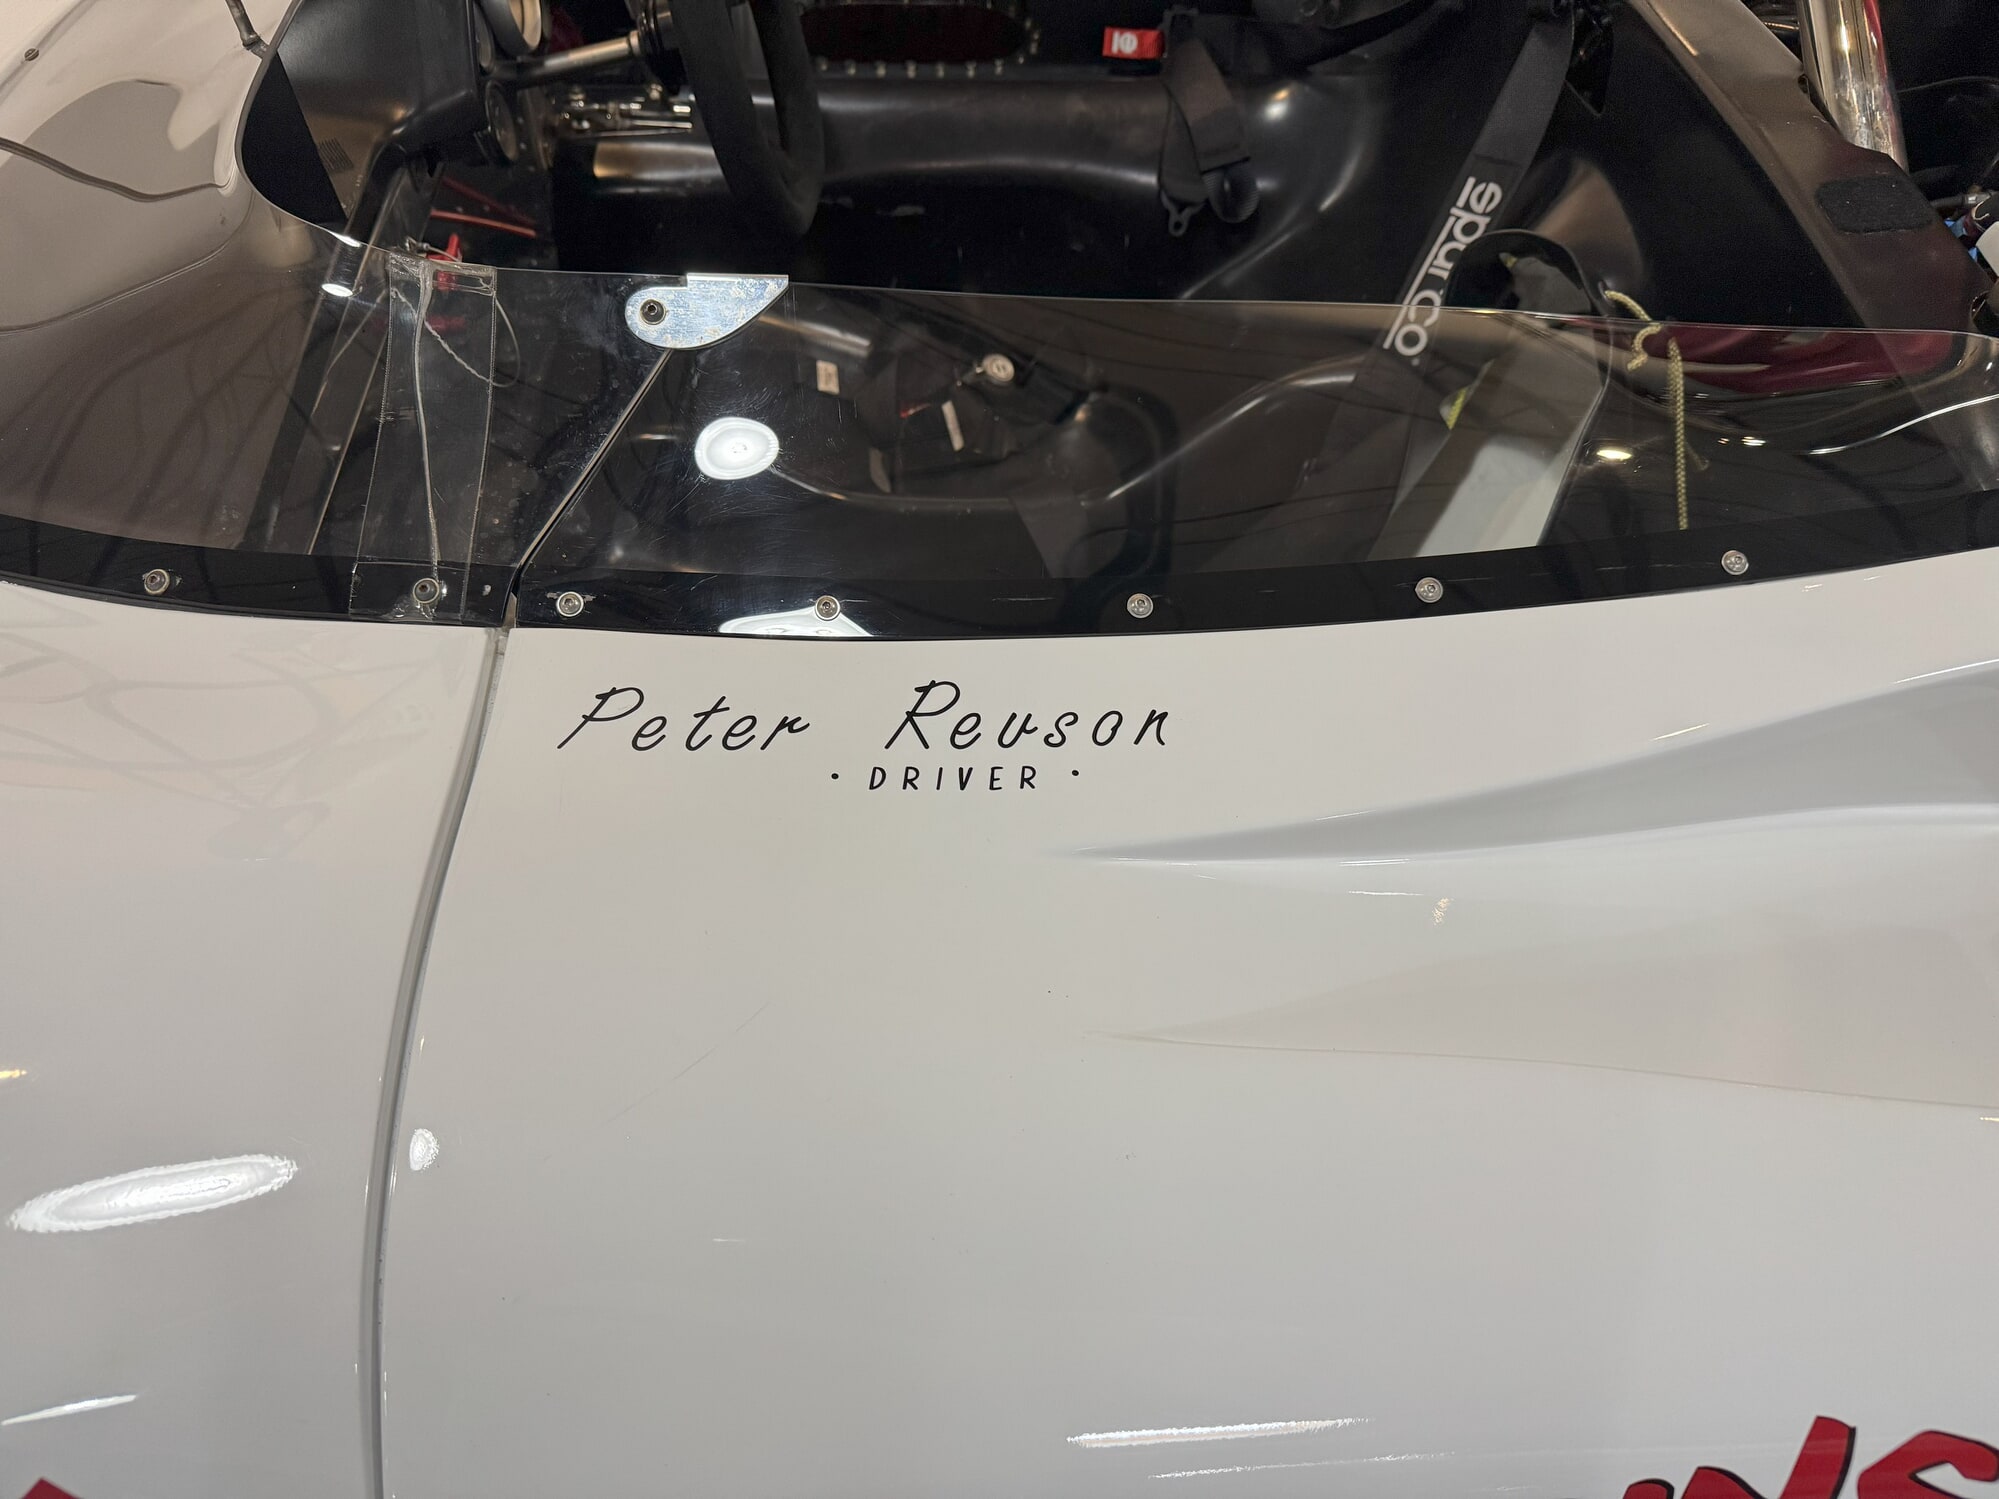 sparco
Peter Revson
• DRIVER •